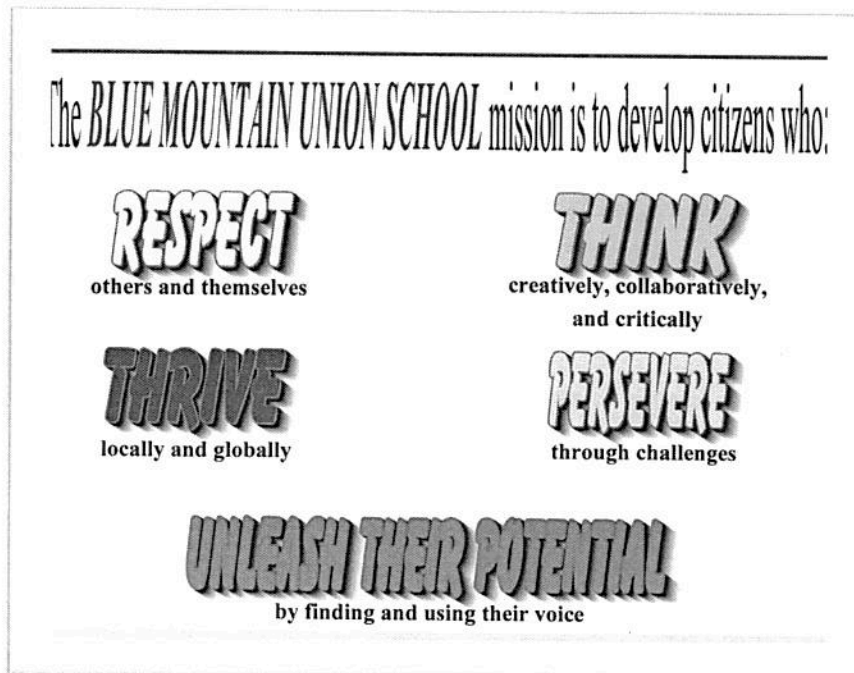 The BLUE MOUNTAIN UNION SCHOOL mission is to develop citizens who:
RESPECT
others and themselves
THINK
creatively, collaboratively,
and critically
THRIVE
locally and globally
PERSEVERE
through challenges
UNLEASH THEIR POTENTIAL
by finding and using their voice